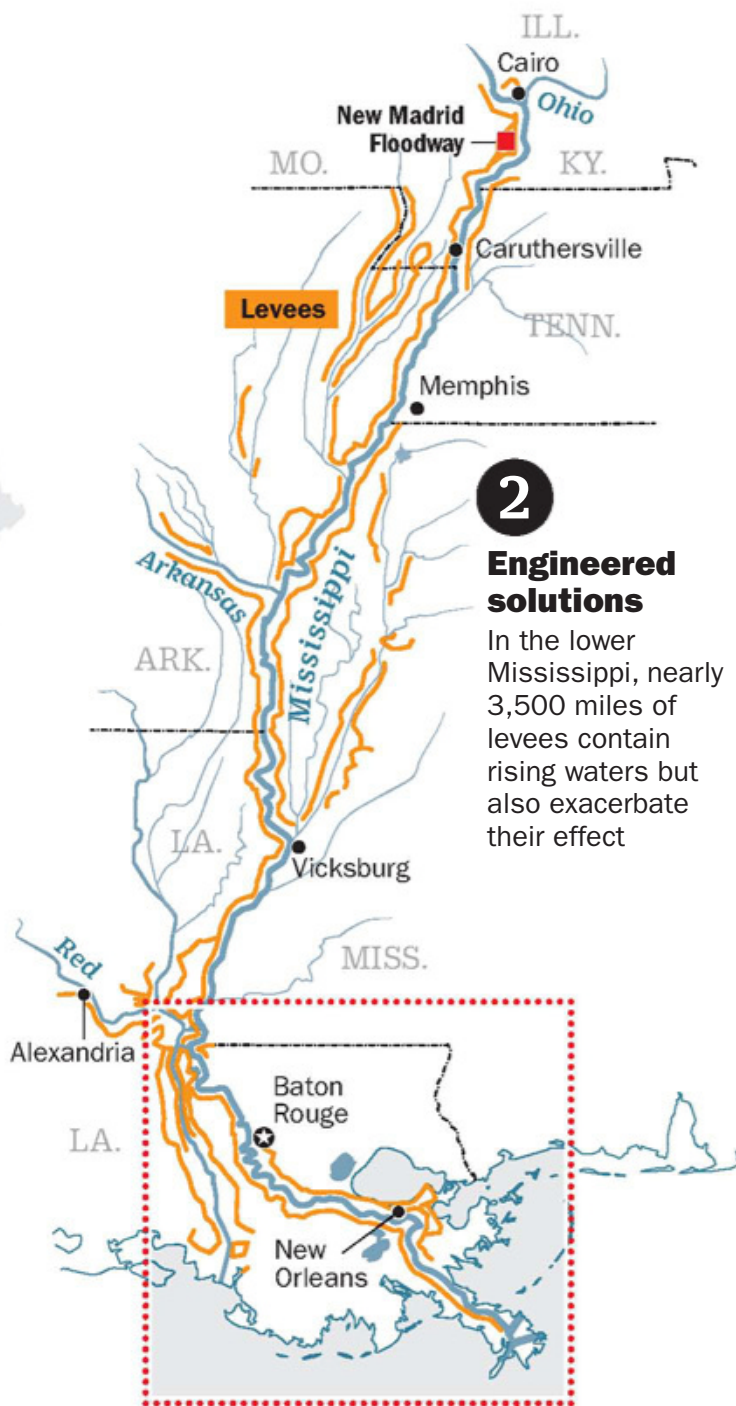 ILL.
Cairo
Ohio
New Madrid
Floodway
MO.
KY.
Caruthersville
Levees
TENN.
Memphis
2
Engineered
solutions
In the lower
Mississippi, nearly
3,500 miles of
levees contain
rising waters but
also exacerbate
their effect
Arkansas
Mississippi
ARK.
LA.
Vicksburg
Red
MISS.
Alexandria
Baton
Rouge
LA.
New
Orleans